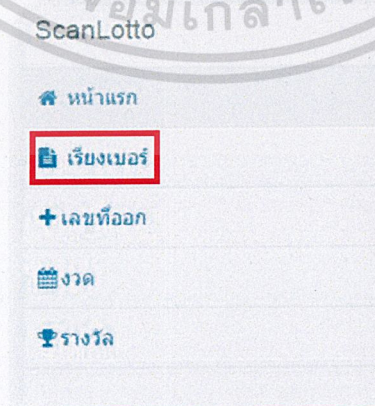 ScanLotto
หน้าแรก
เรียงเบอร์
เลขที่ออก
งวด
รางวัล